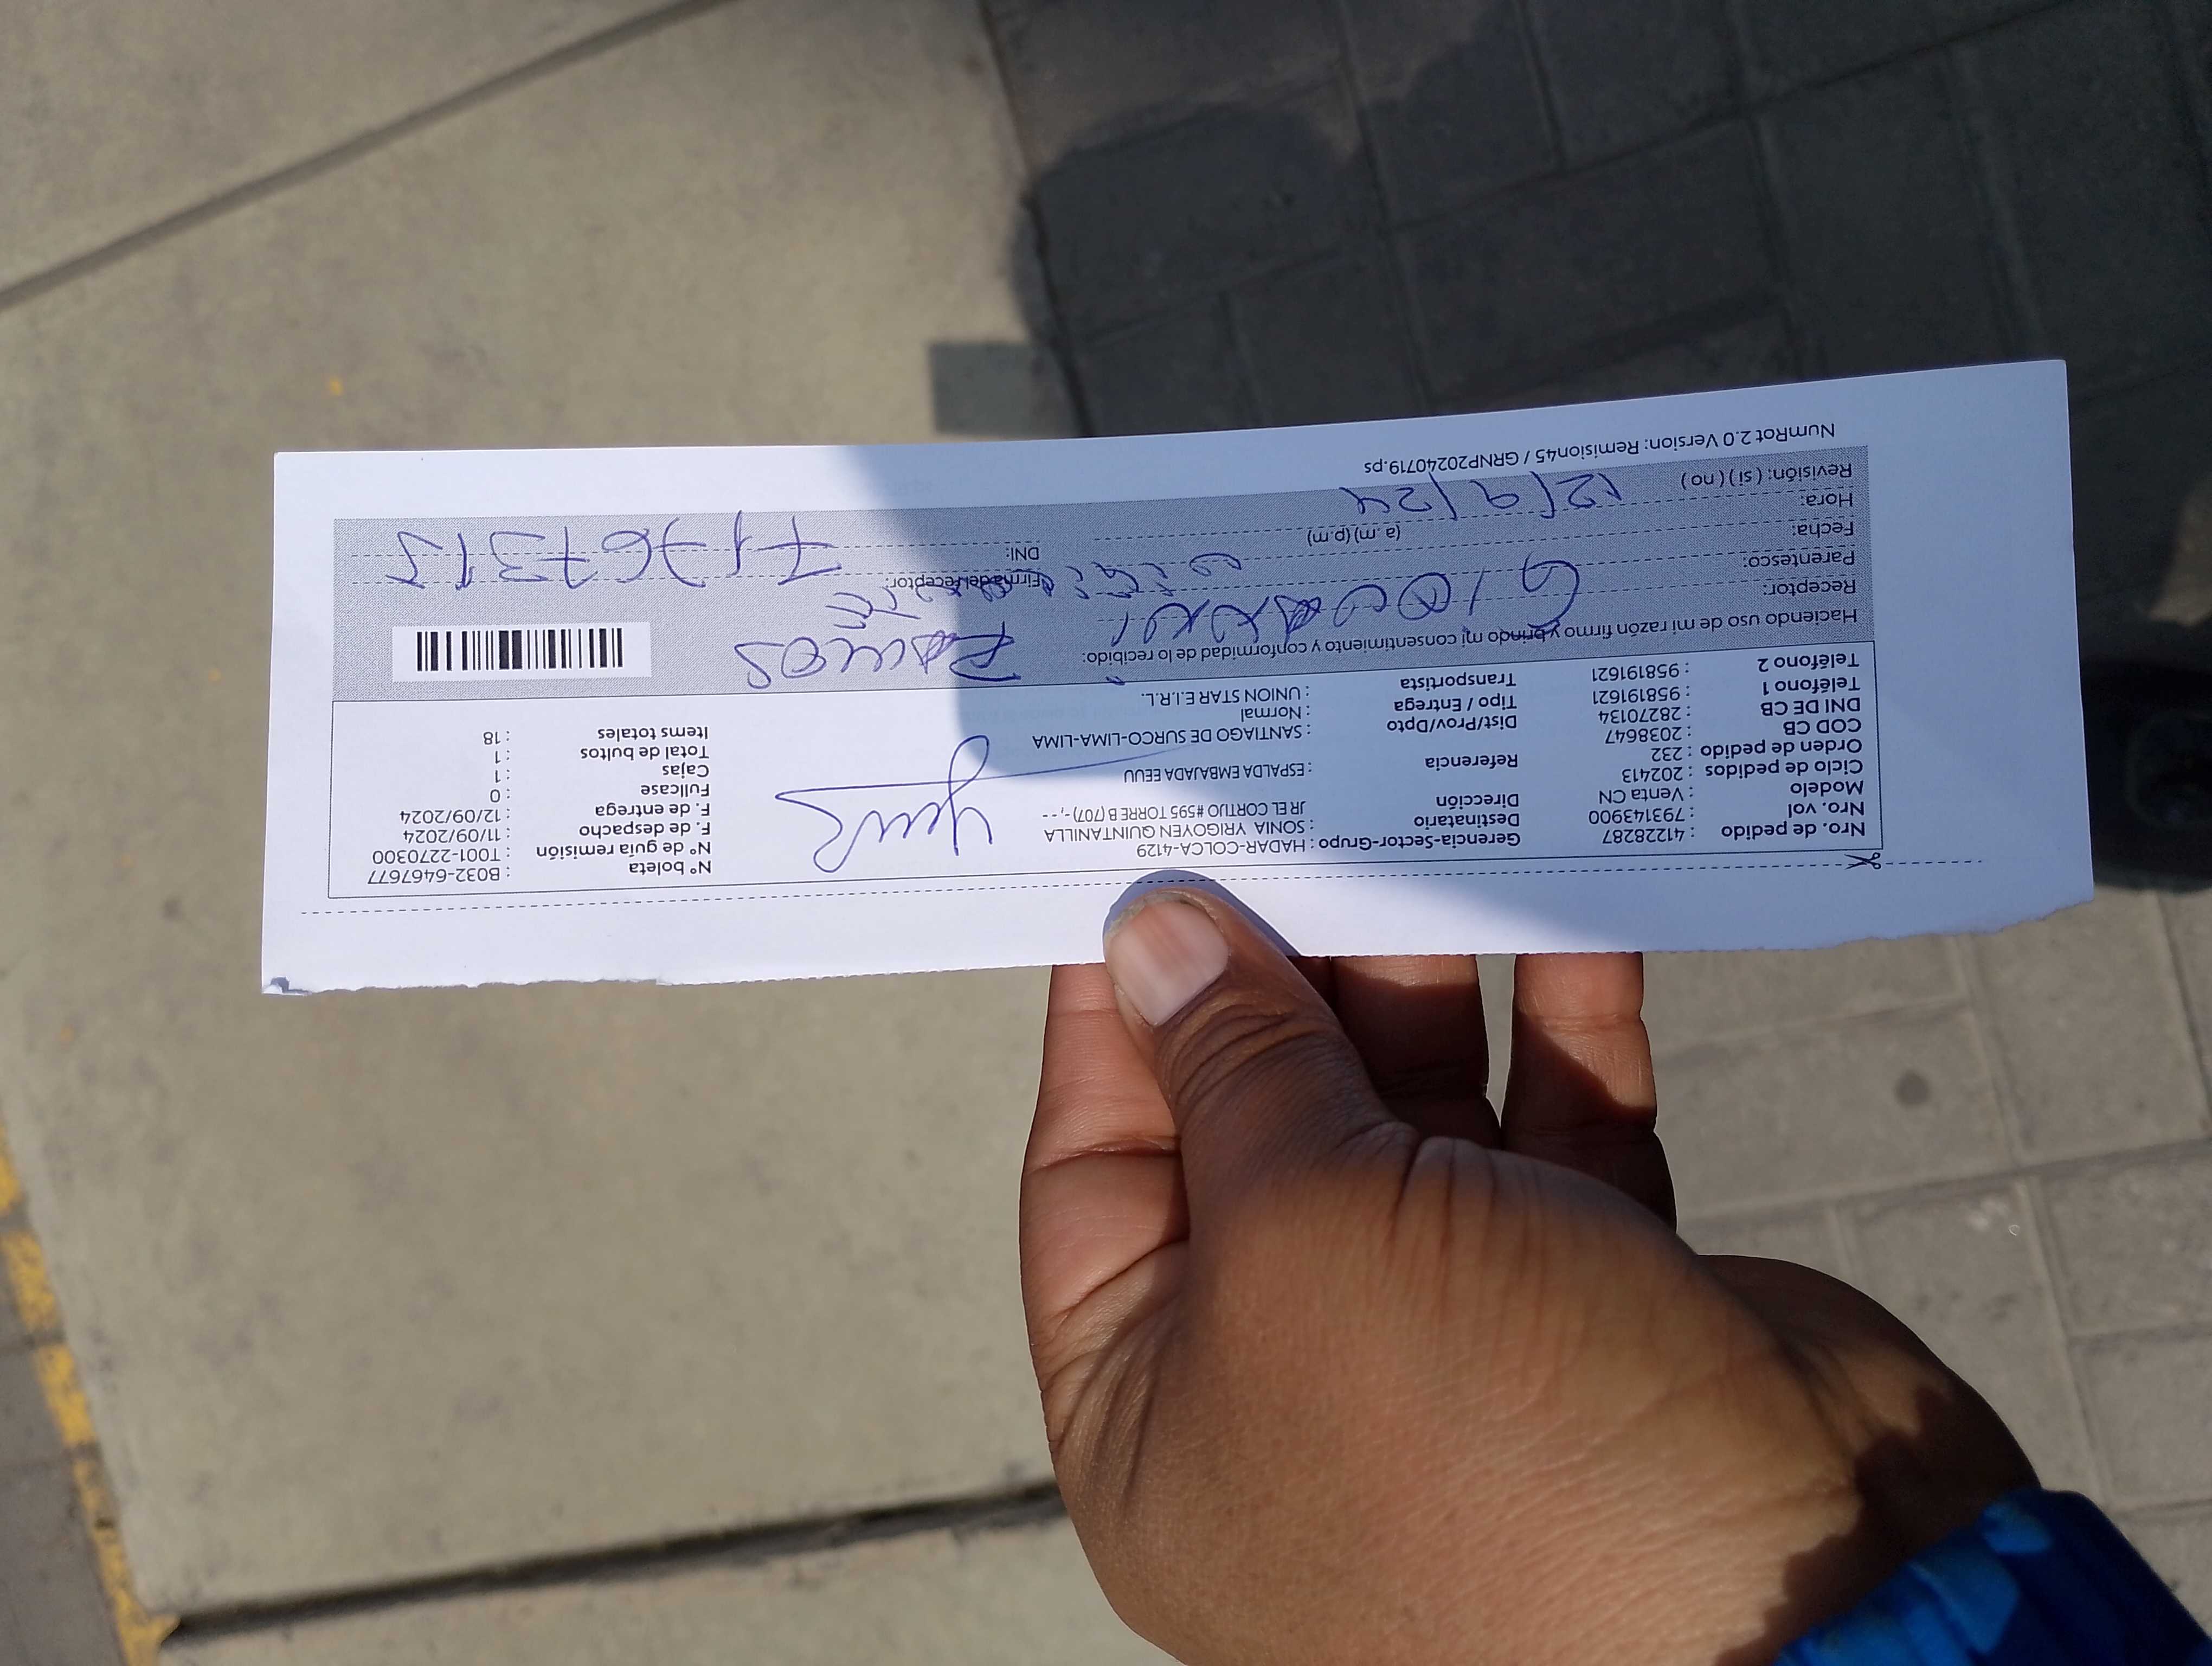 Nro. de pedido : 41228287 Gerencia-Sector-Grupo : HADAR-COLCA-4129 N° boleta : B032-6467677
Nro. vol. : 793143900 Destinatario : SONIA YRIGOYEN QUINTANILLA N° de guía remisión : T001-2270300
Modelo : Venta CN Dirección JR EL CORTIJO #595 TORRE B (707) -,-- F. de despacho : 11/09/2024
Ciclo de pedidos : 202413 F. de entrega : 12/09/2024
Orden de pedido : 232 Referencia : ESPALDA EMBAJADA EEUU Fullcase : 0
COD CB : 2038647 Cajas : 1
DNI DE CB : 28270134 Dist/Prov/Dpto : SANTIAGO DE SURCO-LIMA-LIMA Total de bultos : 1
Teléfono 1 : 958191621 Tipo / Entrega : Normal Items totales : 18
Teléfono 2 : 958191621 Transportista : UNION STAR E.I.R.L.
Haciendo uso de mi razón firmo y brindo mi consentimiento y conformidad de lo recibido:
Receptor: Ramos
Parentesco: Firma del receptor:
Fecha: DNI: 71767315
Hora: (a.m) (p.m)
12/9/24
Revisión: ( si ) ( no )
NumRot 2.0 Version: Remision45 / GRNP20240719.ps